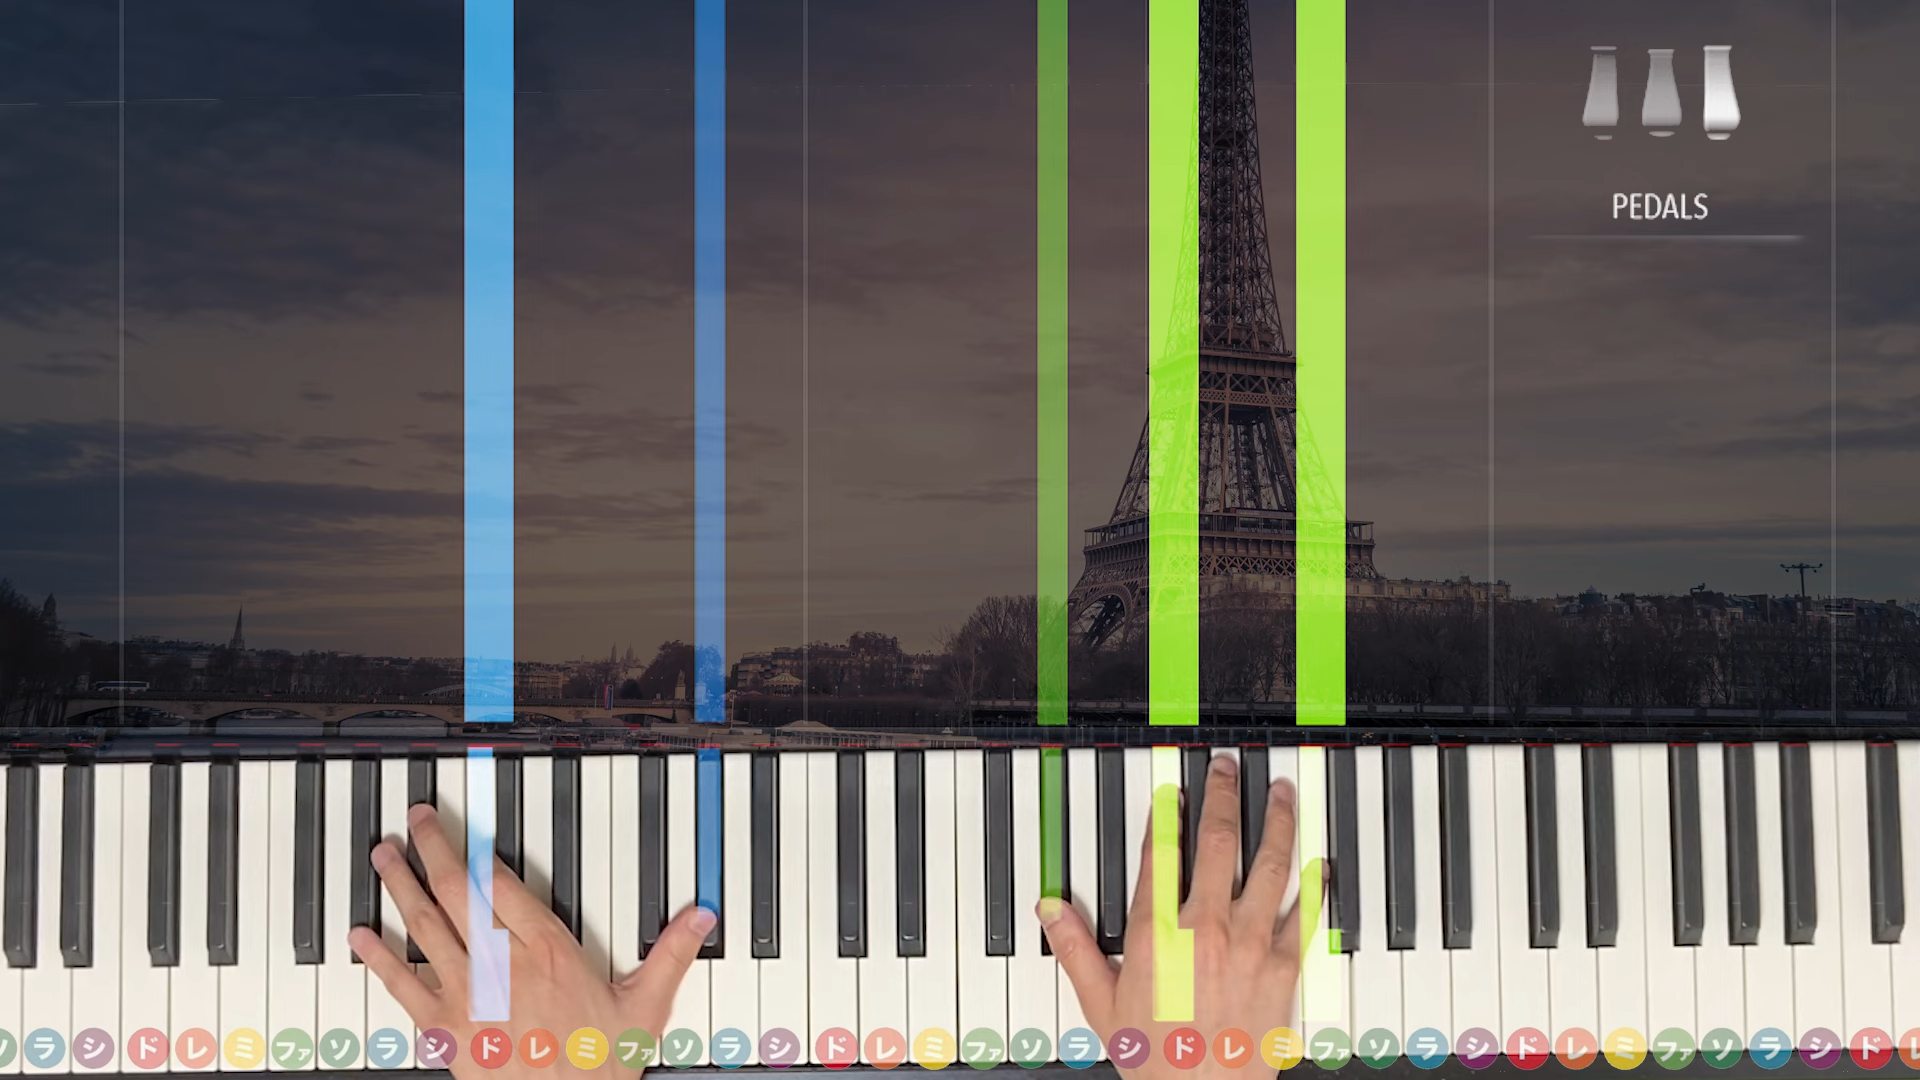 PEDALS
ソ ラ シ ド レ ミ ファ ソ ラ シ ド レ ミ ファ ソ ラ シ ド レ ミ ファ ソ ラ シ ド レ ミ ファ ソ ラ シ ド レ ミ ファ ソ ラ シ ド レ